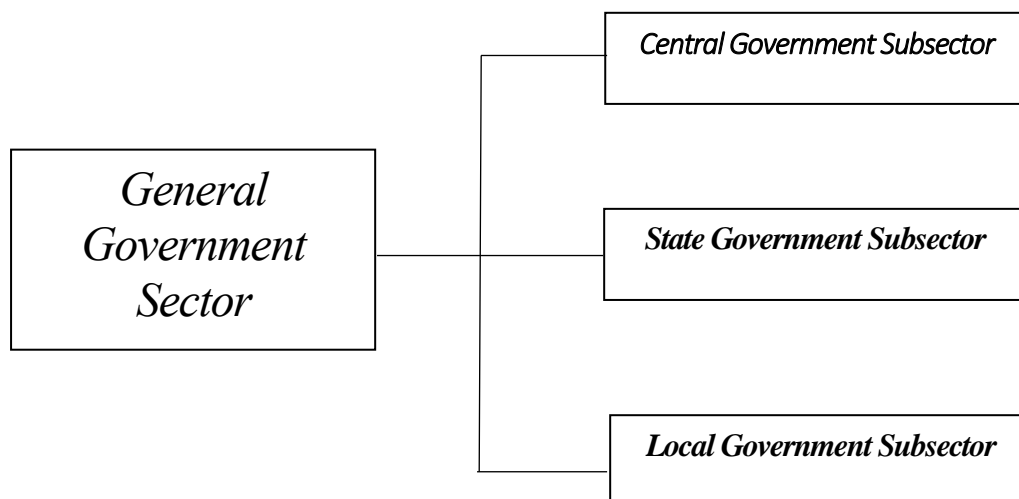 Central Government Subsector
General
Government
Sector
State Government Subsector
Local Government Subsector